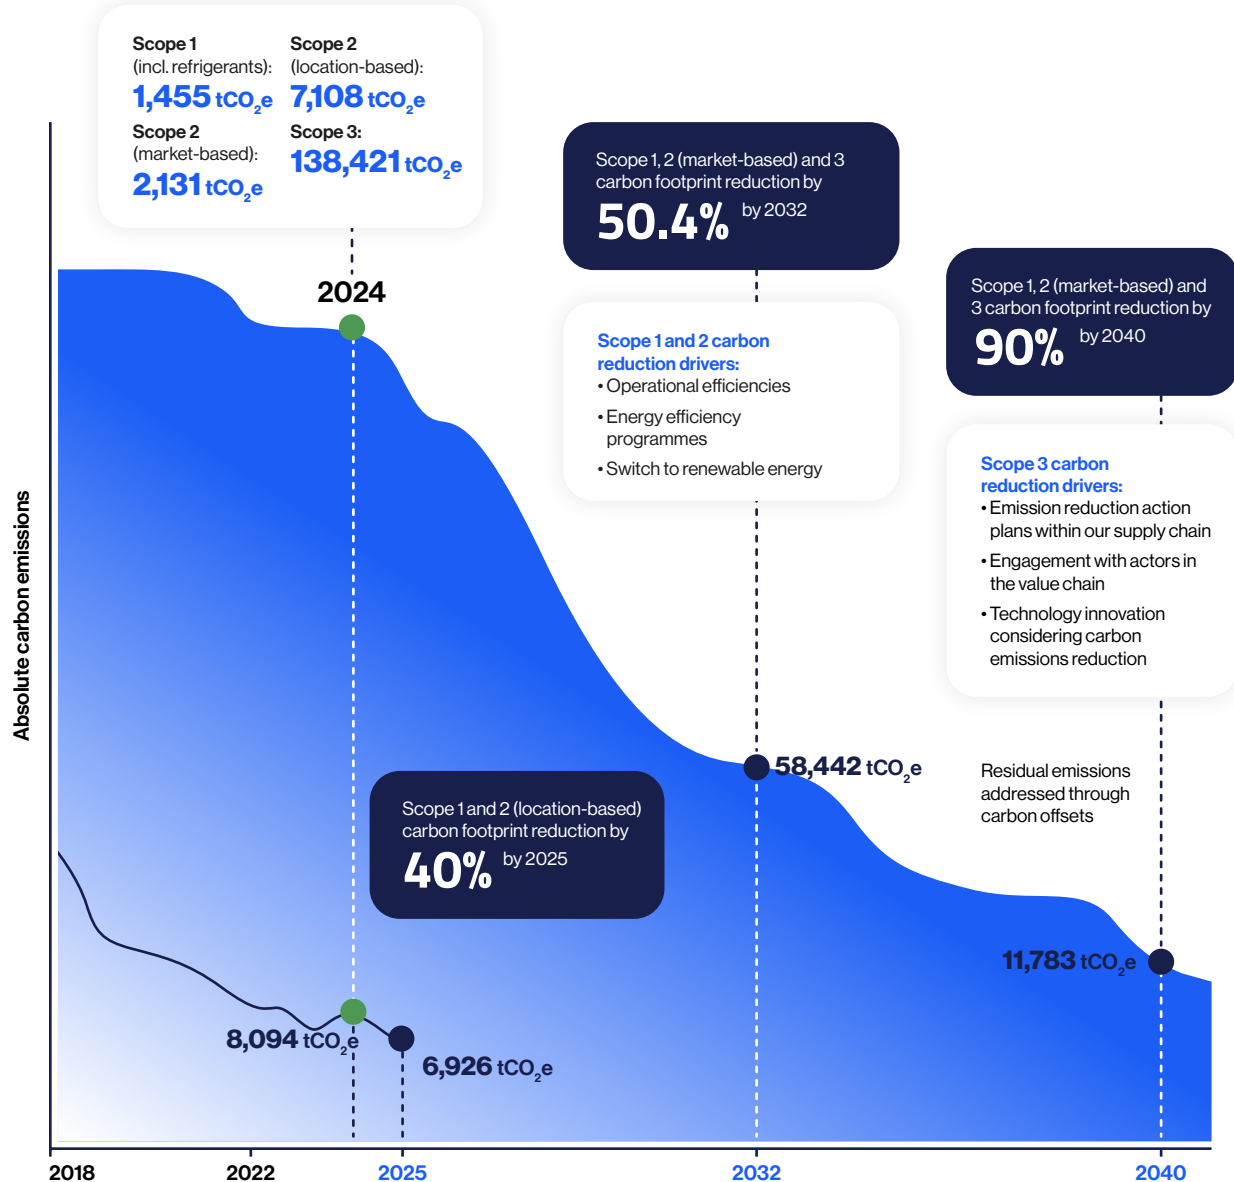 Scope 1
(incl. refrigerants):
1,455 tCO2e
Scope 2
(location-based):
7,108 tCO2e
Scope 2
(market-based):
2,131 tCO2e
Scope 3:
138,421 tCO2e
2024
Scope 1, 2 (market-based) and 3
carbon footprint reduction by
50.4% by 2032
Scope 1 and 2 carbon
reduction drivers:
• Operational efficiencies
• Energy efficiency
programmes
• Switch to renewable energy
Scope 1, 2 (market-based) and
3 carbon footprint reduction by
90% by 2040
Scope 3 carbon
reduction drivers:
• Emission reduction action
plans within our supply chain
• Engagement with actors in
the value chain
• Technology innovation
considering carbon
emissions reduction
Absolute carbon emissions
58,442 tCO2e
Residual emissions
addressed through
carbon offsets
Scope 1 and 2 (location-based)
carbon footprint reduction by
40% by 2025
11,783 tCO2e
8,094 tCO2e
6,926 tCO2e
2018
2022
2025
2032
2040